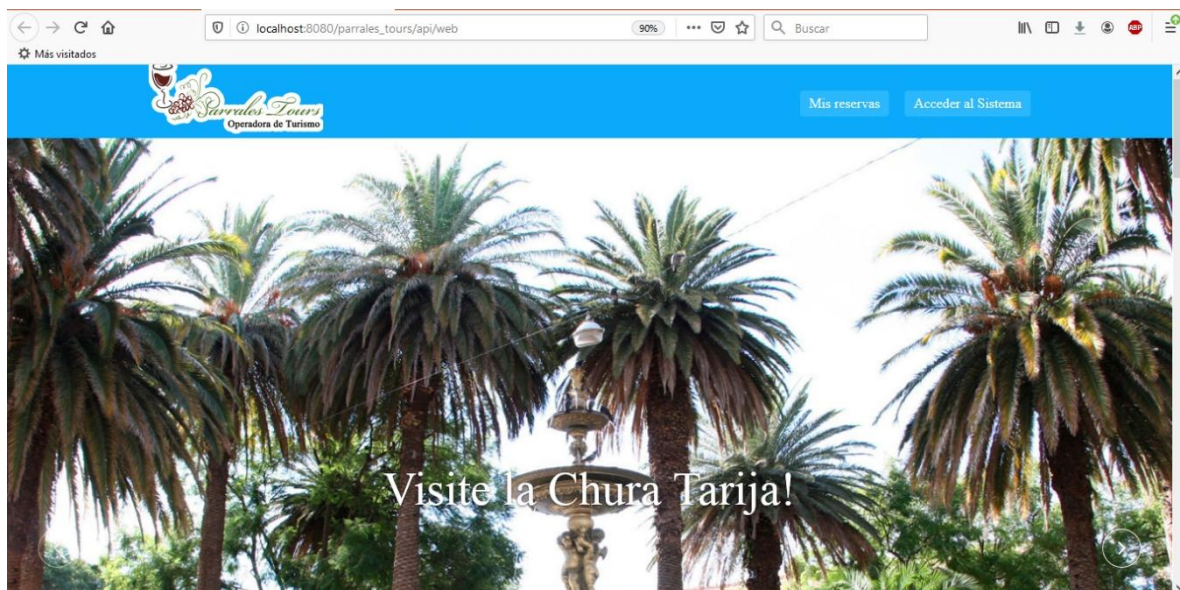 localhost:8080/parrales_tours/api/web
90%
Buscar
ABP
Más visitados
Parrales Tours
Operadora de Turismo
Mis reservas
Acceder al Sistema
Visite la Chura Tarija!